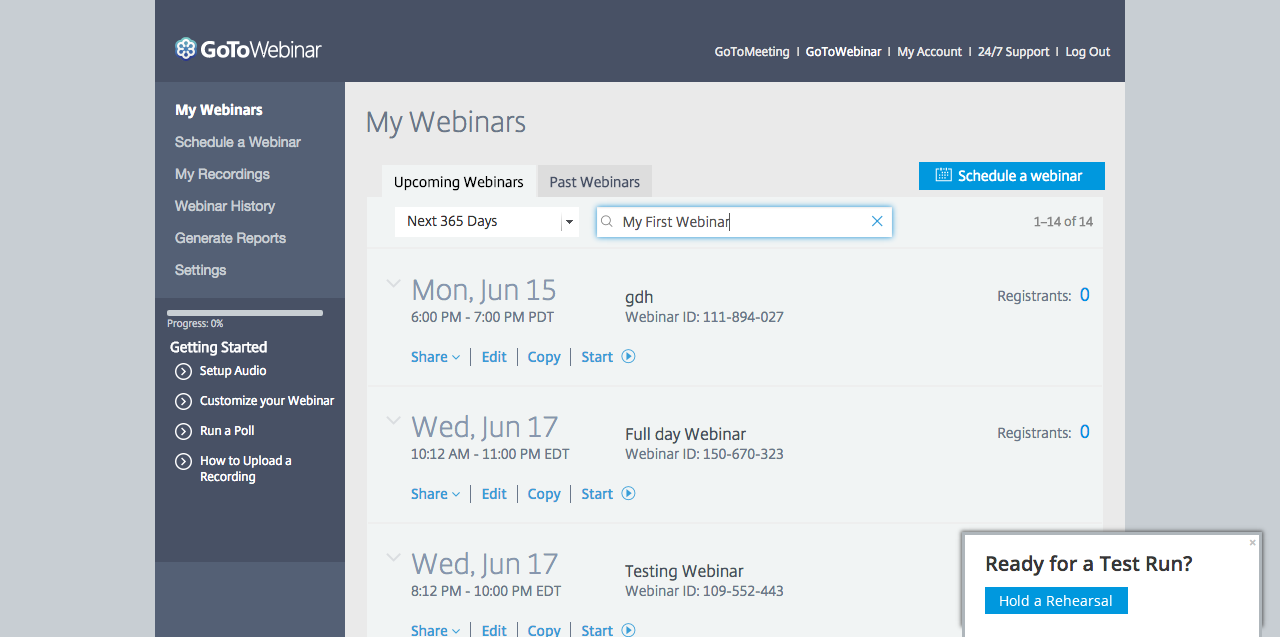 GoToWebinar
GoToMeeting | GoToWebinar | My Account | 24/7 Support | Log Out
My Webinars
Schedule a Webinar
My Recordings
Webinar History
Generate Reports
Settings
Progress: 0%
Getting Started
Setup Audio
Customize your Webinar
Run a Poll
How to Upload a
Recording
My Webinars
Upcoming Webinars
Past Webinars
Schedule a webinar
Next 365 Days
My First Webinar
1–14 of 14
Mon, Jun 15
6:00 PM - 7:00 PM PDT
gdh
Webinar ID: 111-894-027
Registrants: 0
Share | Edit | Copy | Start
Wed, Jun 17
10:12 AM - 11:00 PM EDT
Full day Webinar
Webinar ID: 150-670-323
Registrants: 0
Share | Edit | Copy | Start
Wed, Jun 17
8:12 PM - 10:00 PM EDT
Testing Webinar
Webinar ID: 109-552-443
Share | Edit | Copy | Start
Ready for a Test Run?
Hold a Rehearsal